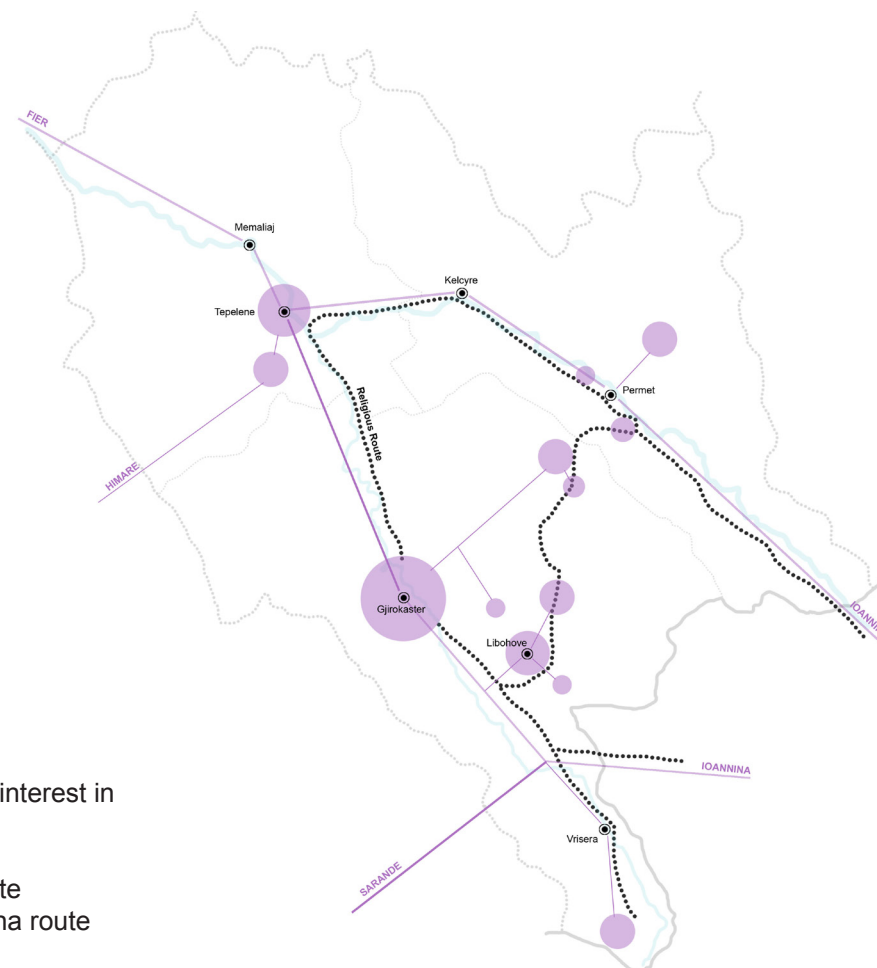 FIER
Memaliaj
Kelcyre
Tepelene
Permet
Religious Route
HIMARE
Gjirokaster
Libohove
interest in
IOANNINA
Vrisera
SARANDE
te
na route